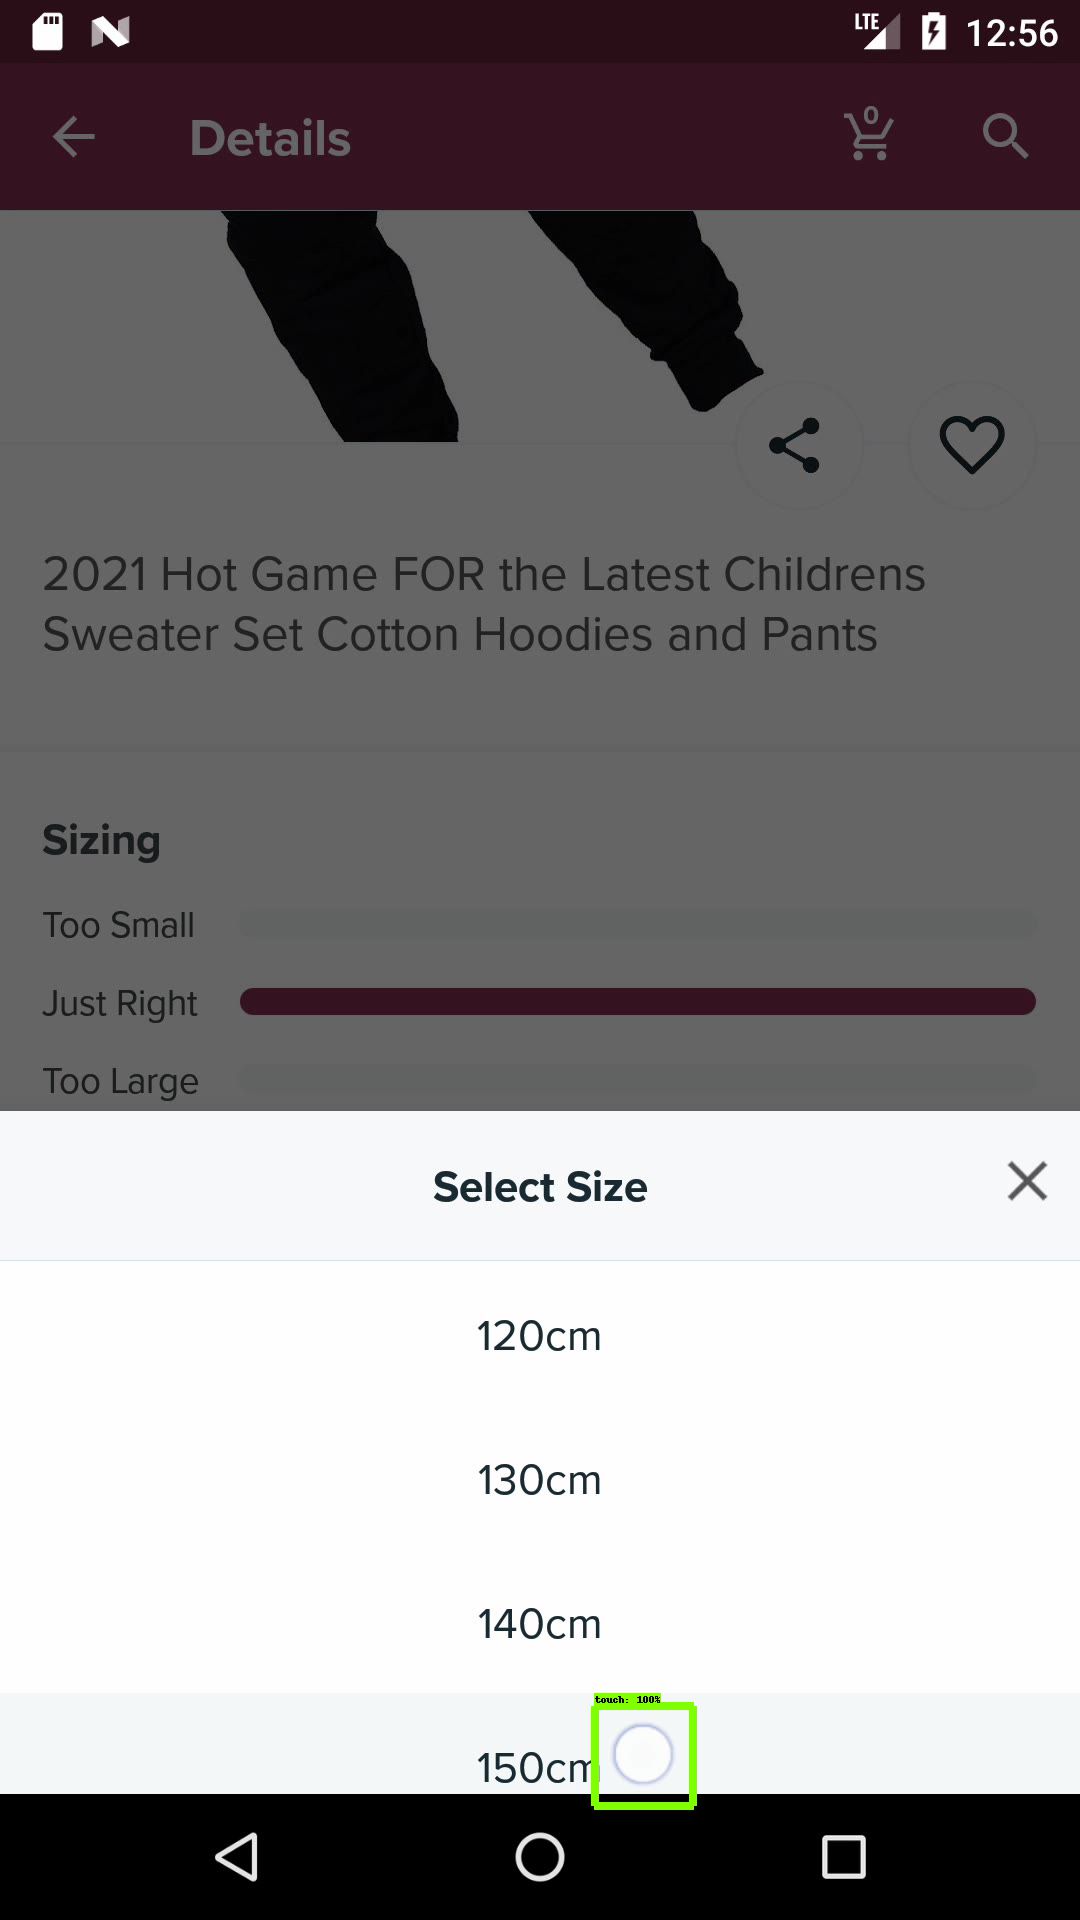 LTE 12:56
Details
0
2021 Hot Game FOR the Latest Childrens
Sweater Set Cotton Hoodies and Pants
Sizing
Too Small
Just Right
Too Large
Select Size
120cm
130cm
140cm
touch: 100%
150cm